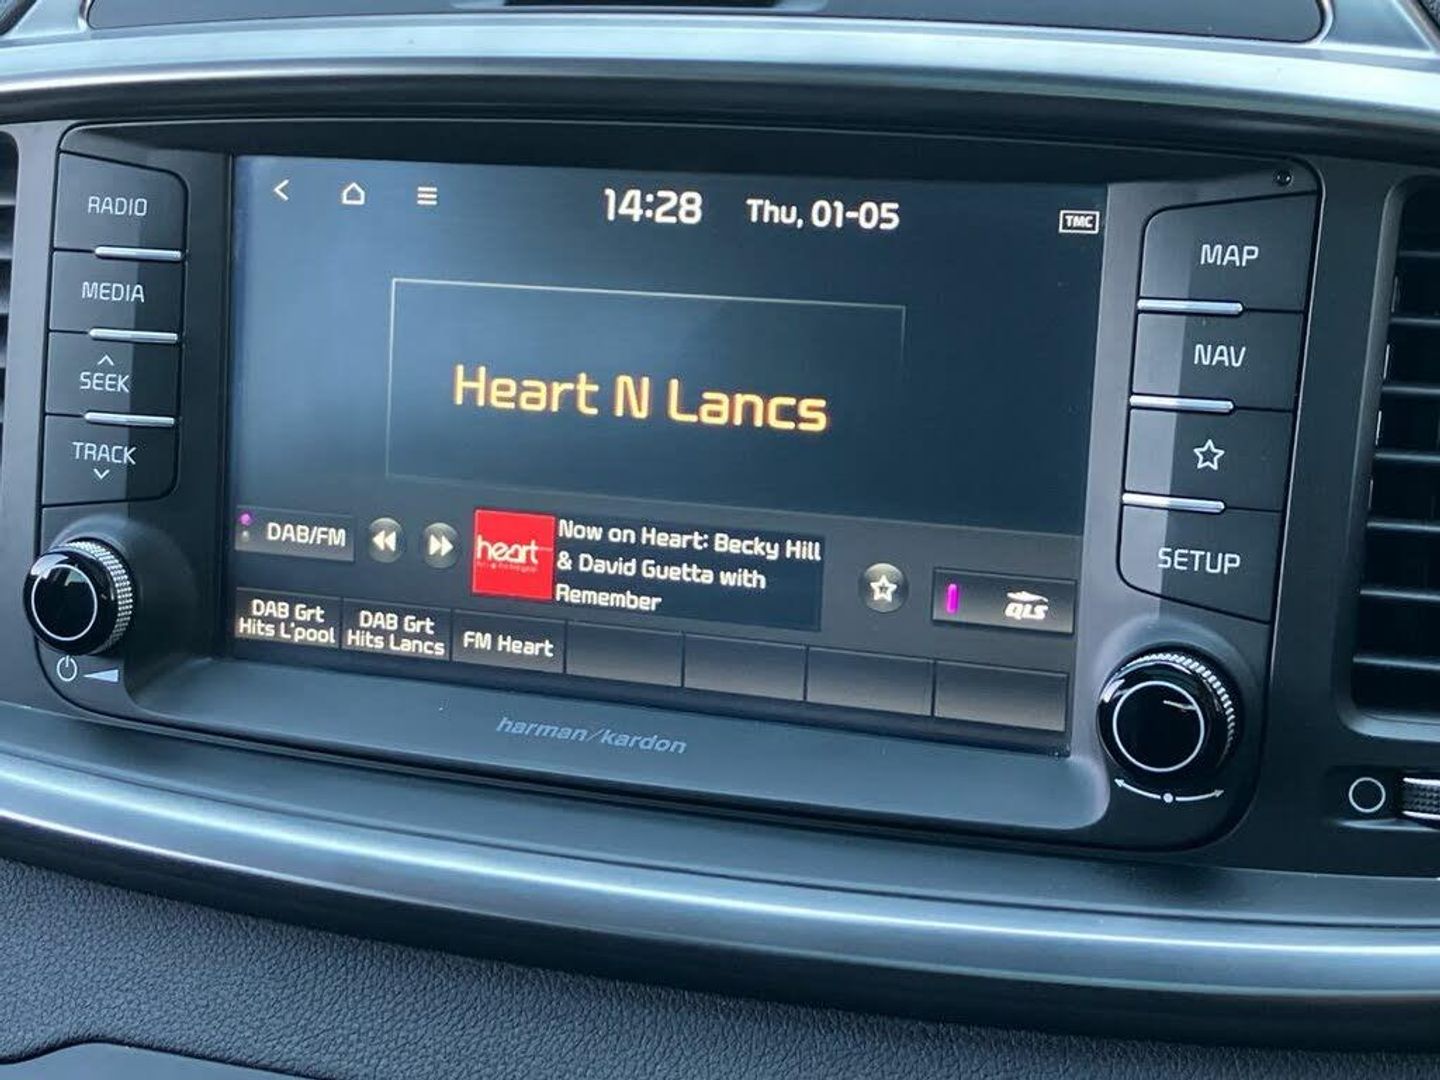 14:28 Thu, 01-05
TMC
RADIO
MEDIA
SEEK
TRACK
MAP
NAV
SETUP
Heart N Lancs
DAB/FM
heart
Now on Heart: Becky Hill
& David Guetta with
Remember
QLS
DAB Grt
Hits L'pool
DAB Grt
Hits Lancs
FM Heart
harman/kardon